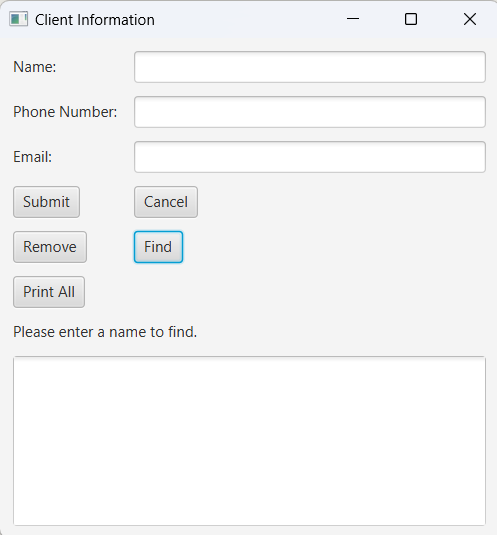 Client Information
Name:
Phone Number:
Email:
Submit Cancel
Remove Find
Print All
Please enter a name to find.